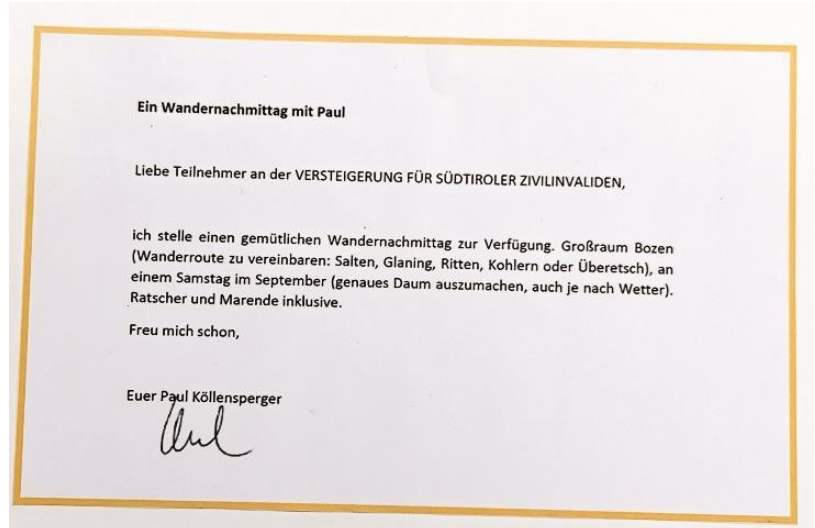 Ein Wandernachmittag mit Paul
Liebe Teilnehmer an der VERSTEIGERUNG FÜR SÜDTIROLER ZIVILINVALIDEN,
ich stelle einen gemütlichen Wandernachmittag zur Verfügung. Großraum Bozen
(Wanderroute zu vereinbaren: Salten, Glaning, Ritten, Kohlern oder Überetsch), an
einem Samstag im September (genaues Daum auszumachen, auch je nach Wetter).
Ratscher und Marende inklusive.
Freu mich schon,
Euer Paul Köllensperger
Paul